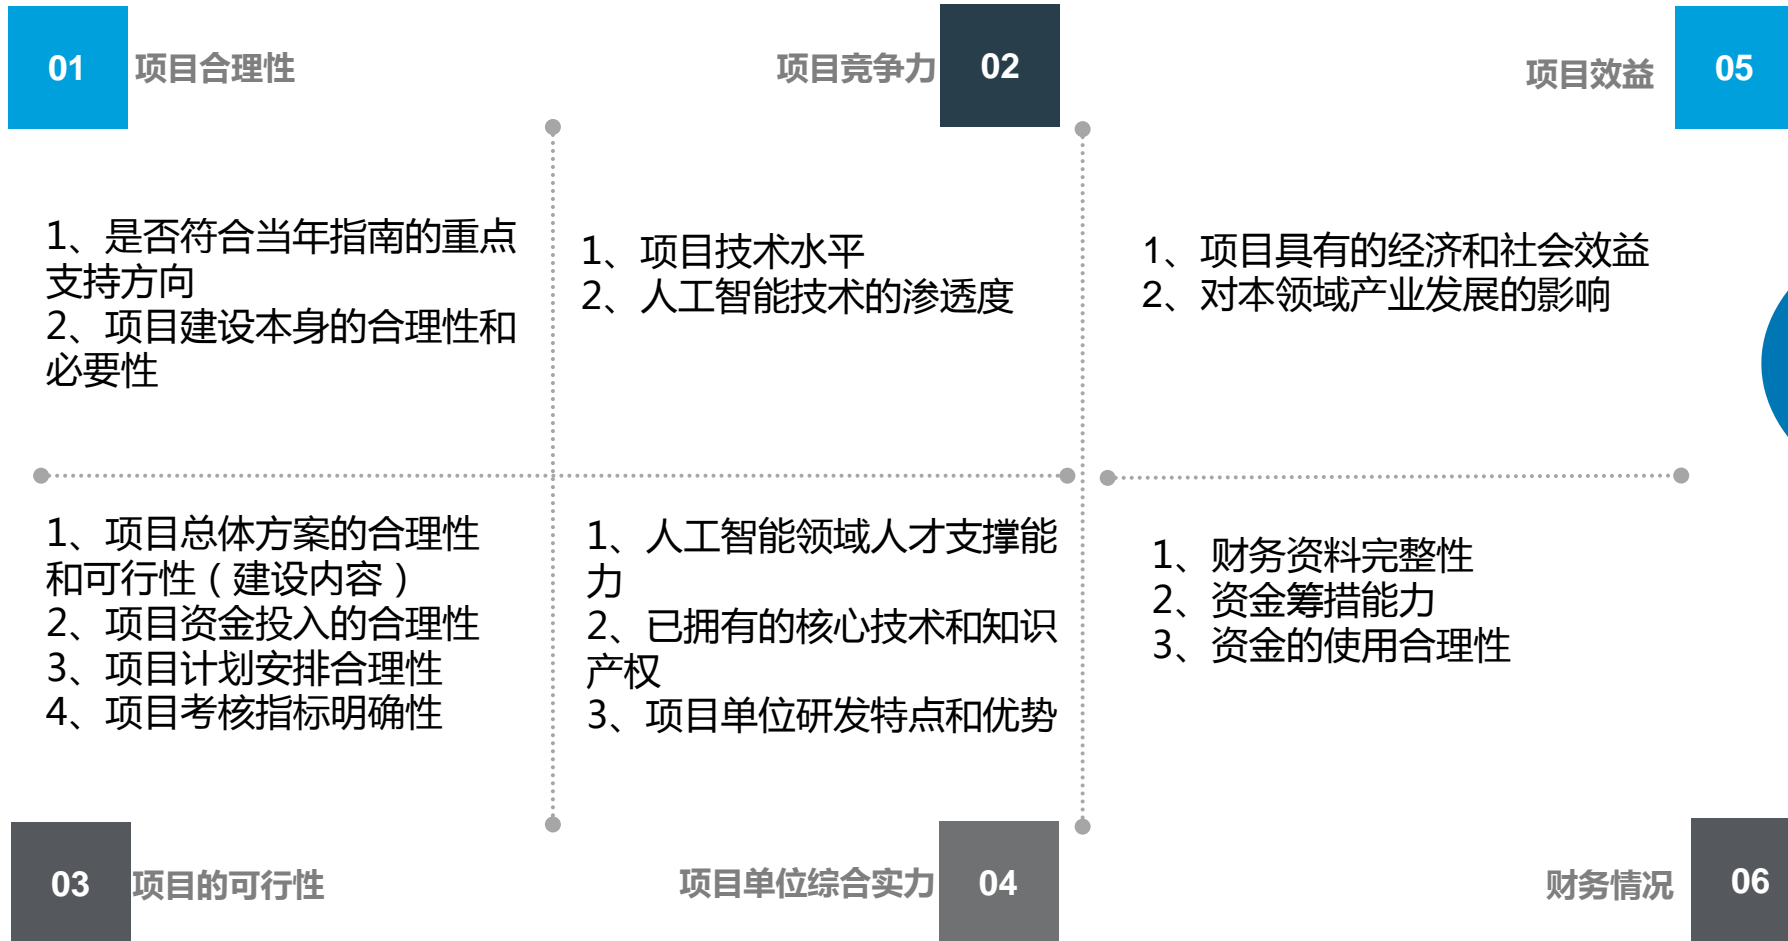 01
项目合理性
1、是否符合当年指南的重点
支持方向
2、项目建设本身的合理性和
必要性
项目竞争力
02
1、项目技术水平
2、人工智能技术的渗透度
项目效益
05
1、项目具有的经济和社会效益
2、对本领域产业发展的影响
1、项目总体方案的合理性
和可行性（建设内容）
2、项目资金投入的合理性
3、项目计划安排合理性
4、项目考核指标明确性
03
项目的可行性
1、人工智能领域人才支撑能
力
2、已拥有的核心技术和知识
产权
3、项目单位研发特点和优势
项目单位综合实力
04
1、财务资料完整性
2、资金筹措能力
3、资金的使用合理性
财务情况
06